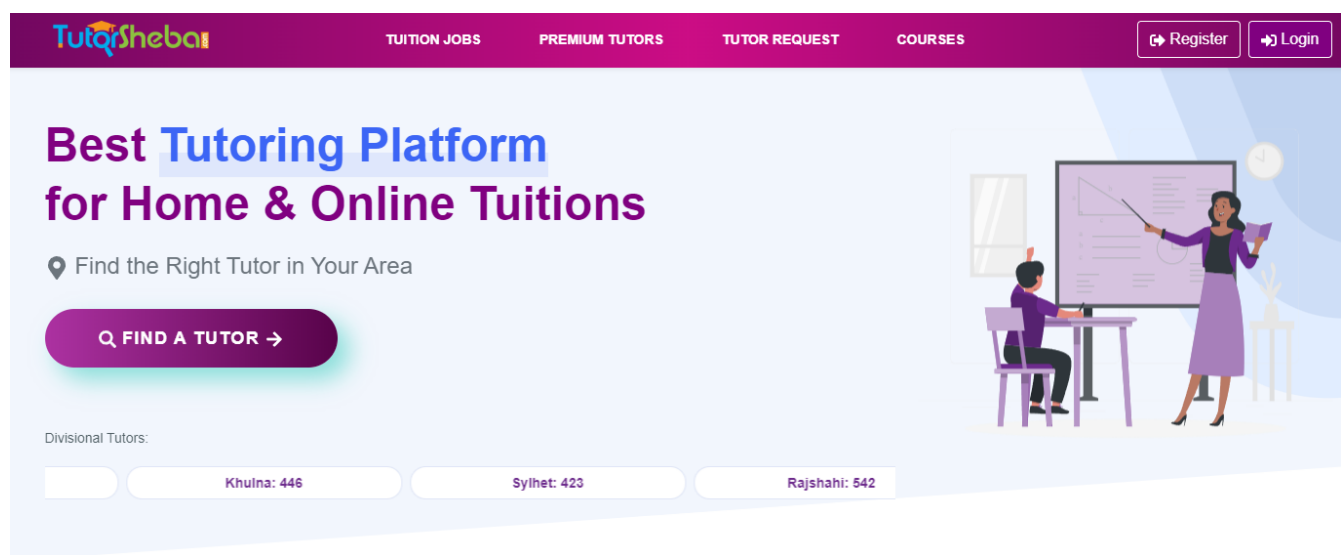 TutorSheba
TUITION JOBS
PREMIUM TUTORS
TUTOR REQUEST
COURSES
Register
Login
Best Tutoring Platform
for Home & Online Tuitions
Find the Right Tutor in Your Area
FIND A TUTOR
Divisional Tutors:
Khulna: 446
Sylhet: 423
Rajshahi: 542